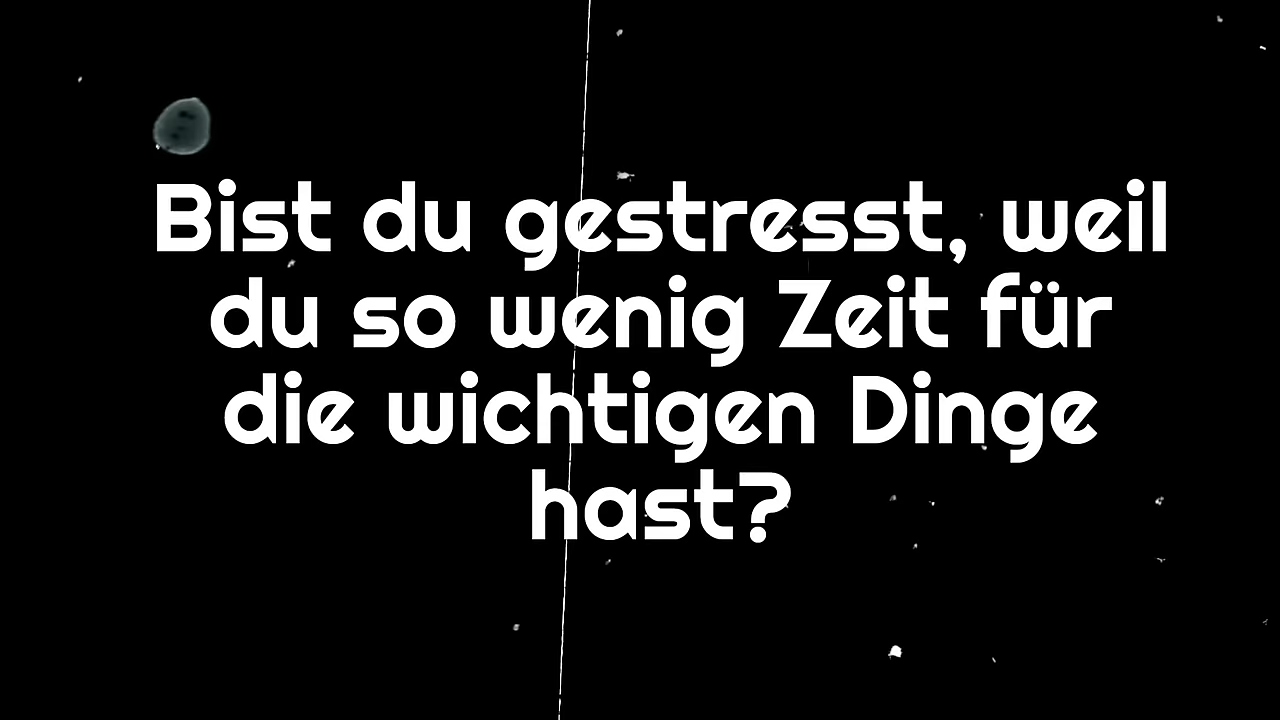 Bist du gestresst, weil
du so wenig Zeit für
die wichtigen Dinge
hast?